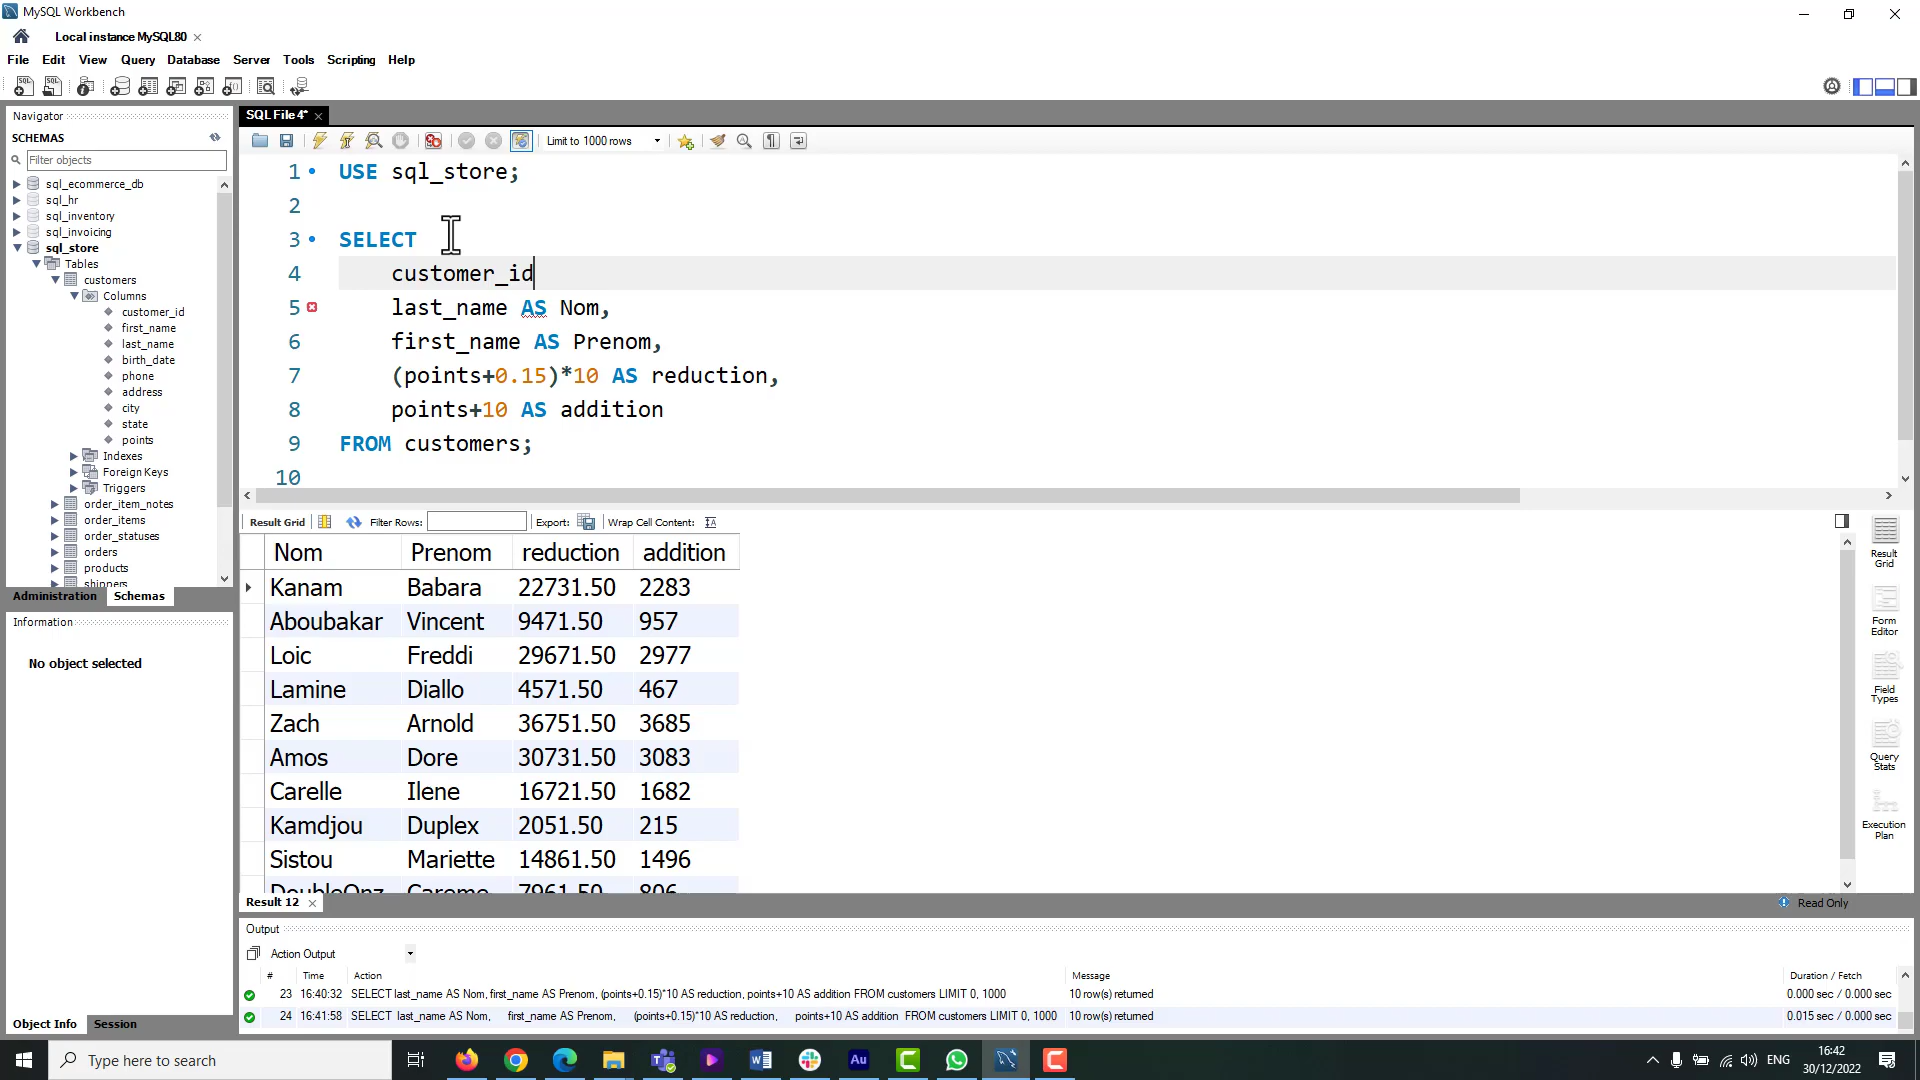 MySQL Workbench
Local instance MySQL80
File Edit View Query Database Server Tools Scripting Help
Navigator
SCHEMAS
Filter objects
sql_ecommerce_db
sql_hr
sql_inventory
sql_invoicing
sql_store
Tables
customers
Columns
customer_id
first_name
last_name
birth_date
phone
address
city
state
points
Indexes
Foreign Keys
Triggers
order_item_notes
order_items
order_statuses
orders
products
shippers
Administration Schemas
Information
No object selected
Object Info Session
SQL File 4*
Limit to 1000 rows
1 USE sql_store;
2
3 SELECT
4 customer_id
5 last_name AS Nom,
6 first_name AS Prenom,
7 (points+0.15)*10 AS reduction,
8 points+10 AS addition
9 FROM customers;
10
Result Grid Filter Rows: Export: Wrap Cell Content:
Nom Prenom reduction addition
Kanam Babara 22731.50 2283
Aboubakar Vincent 9471.50 957
Loic Freddi 29671.50 2977
Lamine Diallo 4571.50 467
Zach Arnold 36751.50 3685
Amos Dore 30731.50 3083
Carelle Ilene 16721.50 1682
Kamdjou Duplex 2051.50 215
Sistou Mariette 14861.50 1496
DoubleOnz Careme 7961.50 806
Result Grid
Form Editor
Field Types
Query Stats
Execution Plan
Result 12
Read Only
Output
Action Output
# Time Action Message Duration / Fetch
23 16:40:32 SELECT last_name AS Nom, first_name AS Prenom, (points+0.15)*10 AS reduction, points+10 AS addition FROM customers LIMIT 0, 1000 10 row(s) returned 0.000 sec / 0.000 sec
24 16:41:58 SELECT last_name AS Nom, first_name AS Prenom, (points+0.15)*10 AS reduction, points+10 AS addition FROM customers LIMIT 0, 1000 10 row(s) returned 0.015 sec / 0.000 sec
Type here to search
ENG
16:42
30/12/2022